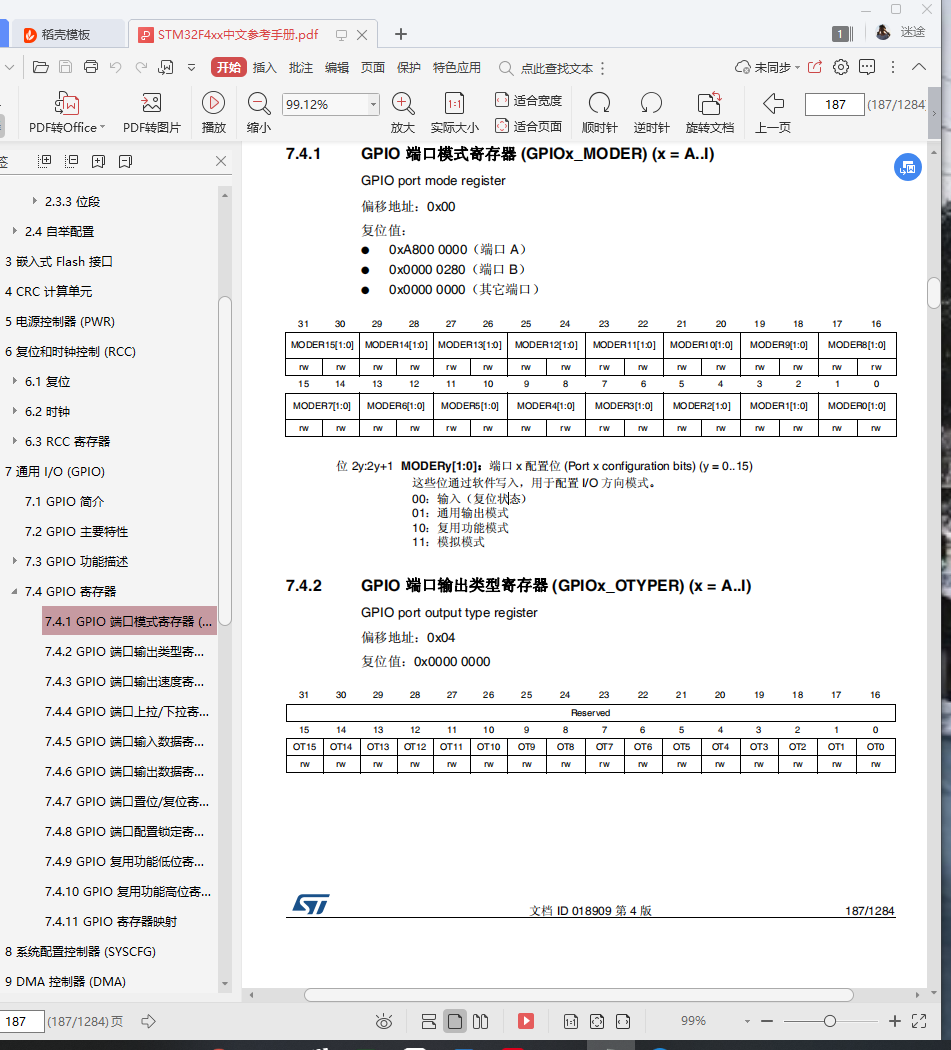 稻壳模板
STM32F4xx中文参考手册.pdf
1
迷途
开始 插入 批注 编辑 页面 保护 特色应用 点此查找文本
未同步
PDF转Office PDF转图片 播放 缩小 99.12% 放大 实际大小 适合宽度 适合页面 顺时针 逆时针 旋转文档 上一页 187 (187/1284
签
2.3.3 位段
2.4 自举配置
3 嵌入式 Flash 接口
4 CRC 计算单元
5 电源控制器 (PWR)
6 复位和时钟控制 (RCC)
6.1 复位
6.2 时钟
6.3 RCC 寄存器
7 通用 I/O (GPIO)
7.1 GPIO 简介
7.2 GPIO 主要特性
7.3 GPIO 功能描述
7.4 GPIO 寄存器
7.4.1 GPIO 端口模式寄存器 (...
7.4.2 GPIO 端口输出类型寄...
7.4.3 GPIO 端口输出速度寄...
7.4.4 GPIO 端口上拉/下拉寄...
7.4.5 GPIO 端口输入数据寄...
7.4.6 GPIO 端口输出数据寄...
7.4.7 GPIO 端口置位/复位寄...
7.4.8 GPIO 端口配置锁定寄...
7.4.9 GPIO 复用功能低位寄...
7.4.10 GPIO 复用功能高位寄...
7.4.11 GPIO 寄存器映射
8 系统配置控制器 (SYSCFG)
9 DMA 控制器 (DMA)
7.4.1 GPIO 端口模式寄存器 (GPIOx_MODER) (x = A..I)
GPIO port mode register
偏移地址：0x00
复位值：
● 0xA800 0000（端口 A）
● 0x0000 0280（端口 B）
● 0x0000 0000（其它端口）
31 30 29 28 27 26 25 24 23 22 21 20 19 18 17 16
MODER15[1:0] MODER14[1:0] MODER13[1:0] MODER12[1:0] MODER11[1:0] MODER10[1:0] MODER9[1:0] MODER8[1:0]
rw rw rw rw rw rw rw rw rw rw rw rw rw rw rw rw
15 14 13 12 11 10 9 8 7 6 5 4 3 2 1 0
MODER7[1:0] MODER6[1:0] MODER5[1:0] MODER4[1:0] MODER3[1:0] MODER2[1:0] MODER1[1:0] MODER0[1:0]
rw rw rw rw rw rw rw rw rw rw rw rw rw rw rw rw
位 2y:2y+1 MODERy[1:0]：端口 x 配置位 (Port x configuration bits) (y = 0..15)
这些位通过软件写入，用于配置 I/O 方向模式。
00：输入（复位状态）
01：通用输出模式
10：复用功能模式
11：模拟模式
7.4.2 GPIO 端口输出类型寄存器 (GPIOx_OTYPER) (x = A..I)
GPIO port output type register
偏移地址：0x04
复位值：0x0000 0000
31 30 29 28 27 26 25 24 23 22 21 20 19 18 17 16
Reserved
15 14 13 12 11 10 9 8 7 6 5 4 3 2 1 0
OT15 OT14 OT13 OT12 OT11 OT10 OT9 OT8 OT7 OT6 OT5 OT4 OT3 OT2 OT1 OT0
rw rw rw rw rw rw rw rw rw rw rw rw rw rw rw rw
ST 文档 ID 018909 第 4 版 187/1284
187 (187/1284)页
1:1
99%